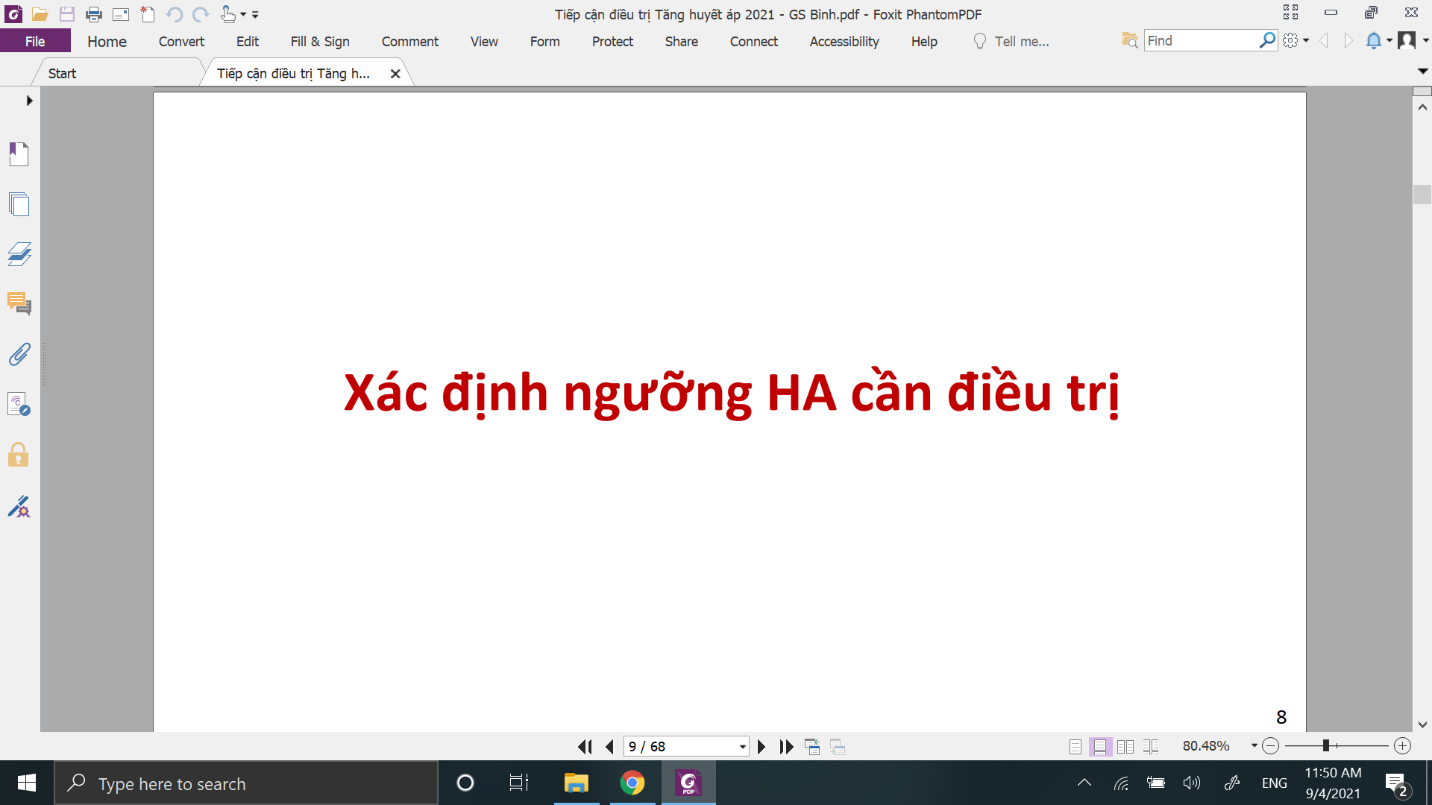 Tiếp cận điều trị Tăng huyết áp 2021 - GS Binh.pdf - Foxit PhantomPDF
File Home Convert Edit Fill & Sign Comment View Form Protect Share Connect Accessibility Help Tell me... Find
Start Tiếp cận điều trị Tăng h...
Xác định ngưỡng HA cần điều trị
8
9 / 68 80.48%
Type here to search PDF ENG 11:50 AM
9/4/2021 2